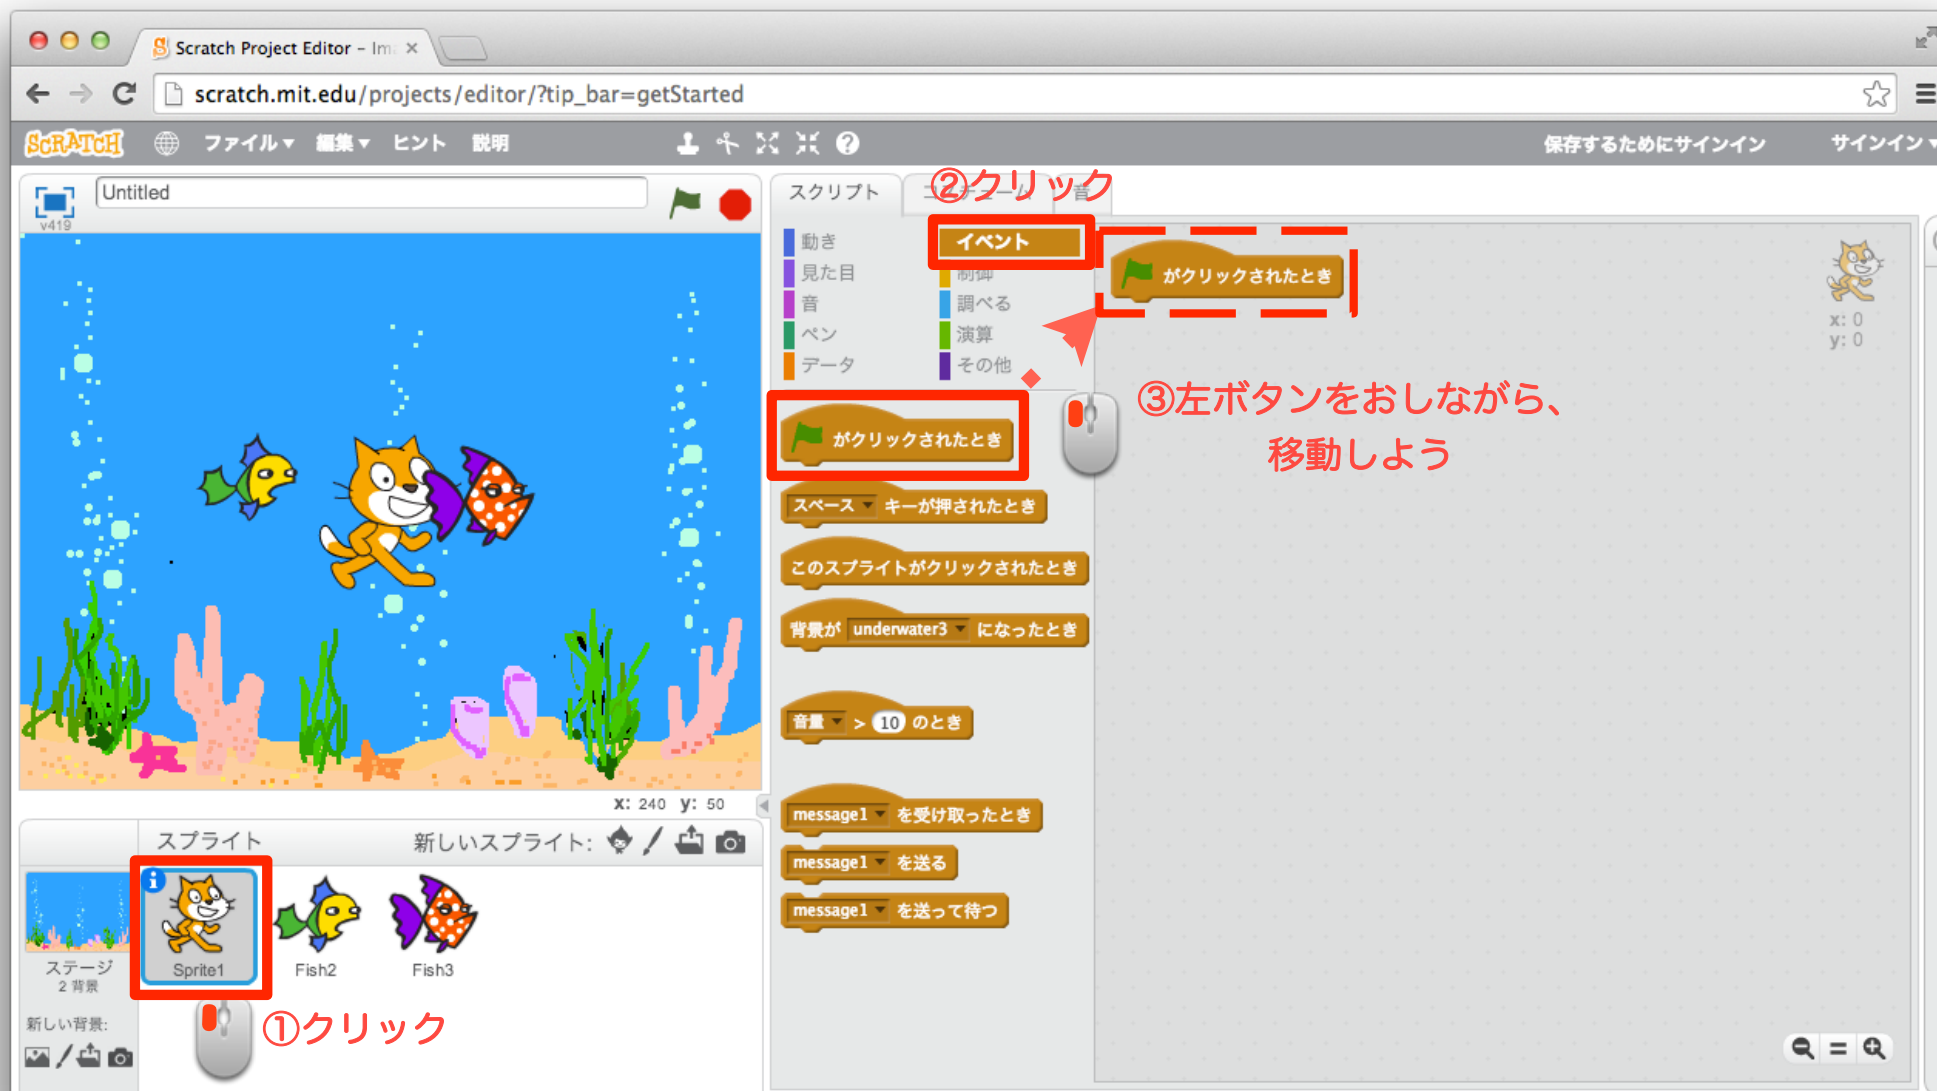 Scratch Project Editor - Im
scratch.mit.edu/projects/editor/?tip_bar=getStarted
SCRATCH ファイル 編集 ヒント 説明 保存するためにサインイン サインイン
Untitled
v419
スクリプト コスチューム 音
②クリック
動き
見た目
音
ペン
データ
イベント
制御
調べる
演算
その他
がクリックされたとき
スペース キーが押されたとき
このスプライトがクリックされたとき
背景が underwater3 になったとき
音量 > 10 のとき
message1 を受け取ったとき
message1 を送る
message1 を送って待つ
がクリックされたとき
x: 0
y: 0
③左ボタンをおしながら、
移動しよう
x: 240 y: 50
スプライト 新しいスプライト:
ステージ
2 背景
新しい背景:
Sprite1
Fish2
Fish3
①クリック